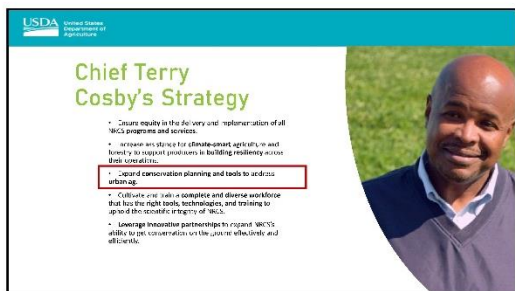 USDA
United States
Department of
Agriculture
Chief Terry
Cosby's Strategy
• Ensure equity in the delivery and implementation of all
NRCS programs and services.
• Increase assistance for climate-smart agriculture and
forestry to support producers in building resiliency across
their operations.
• Expand conservation planning and tools to address
urban ag.
• Cultivate and train a complete and diverse workforce
that has the right tools, technologies, and training to
uphold the scientific integrity of NRCS.
• Leverage innovative partnerships to expand NRCS's
ability to get conservation on the ground effectively and
efficiently.